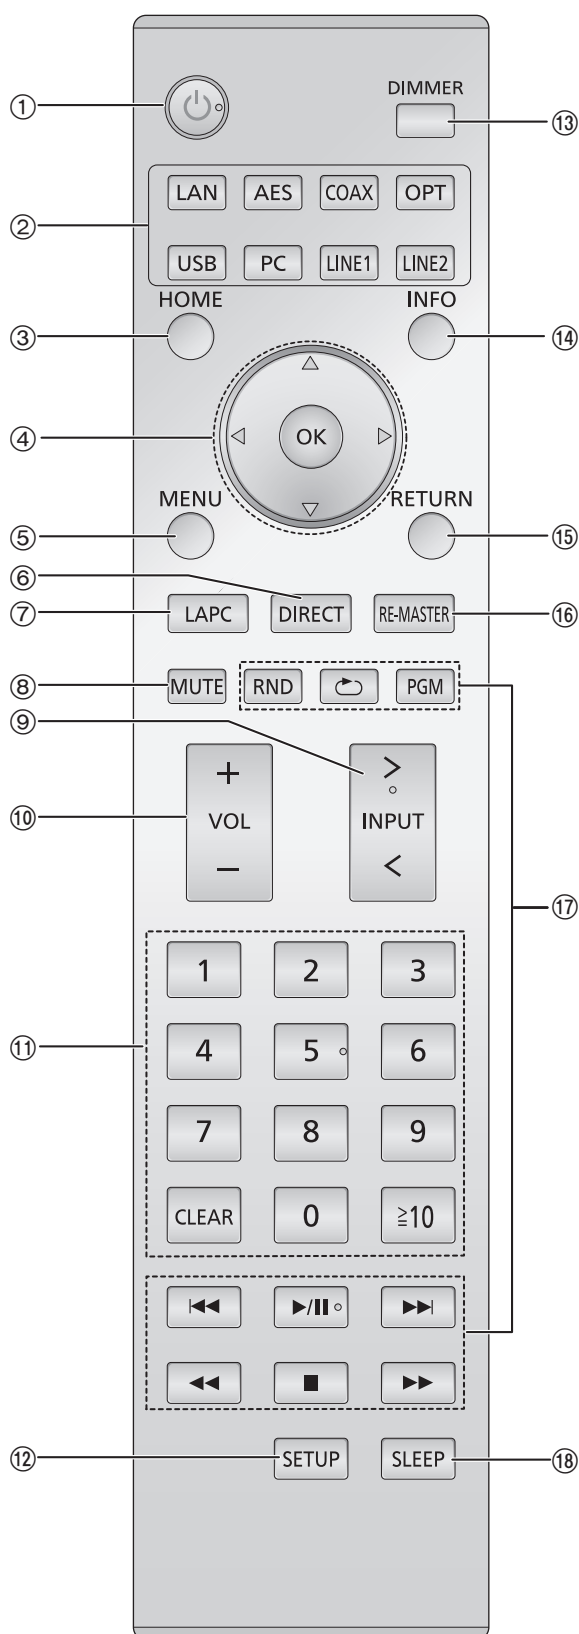 ① DIMMER ⑬
LAN AES COAX OPT
②
USB PC LINE1 LINE2
HOME INFO
③ ⑭
④ OK
MENU RETURN
⑤ ⑮
⑥
⑦ LAPC DIRECT RE-MASTER ⑯
⑧ MUTE RND PGM
⑨
+ >
⑩ VOL INPUT
− <
⑰
1 2 3
⑪ 4 5 6
7 8 9
CLEAR 0 ≧10
▶/❚❚
⑫ SETUP SLEEP ⑱